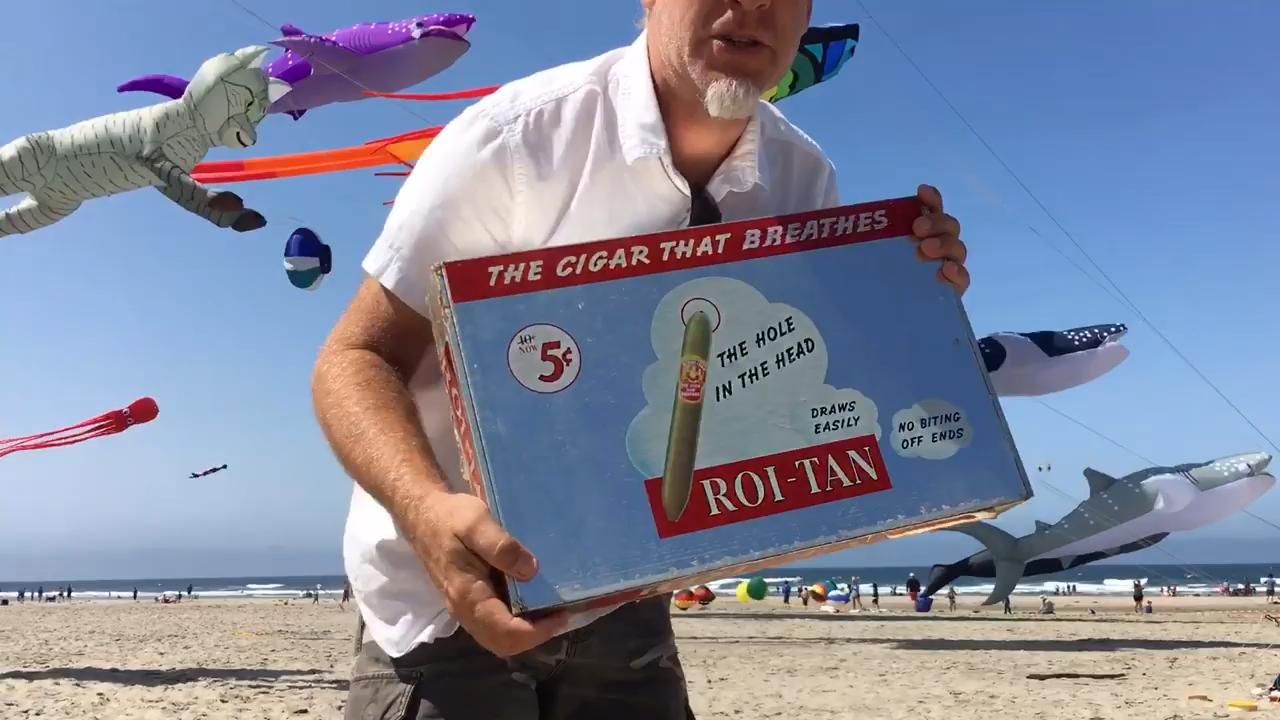 THE CIGAR THAT BREATHES
10¢
NOW
5¢
THE HOLE
IN THE HEAD
DRAWS
EASILY
NO BITING
OFF ENDS
ROI-TAN